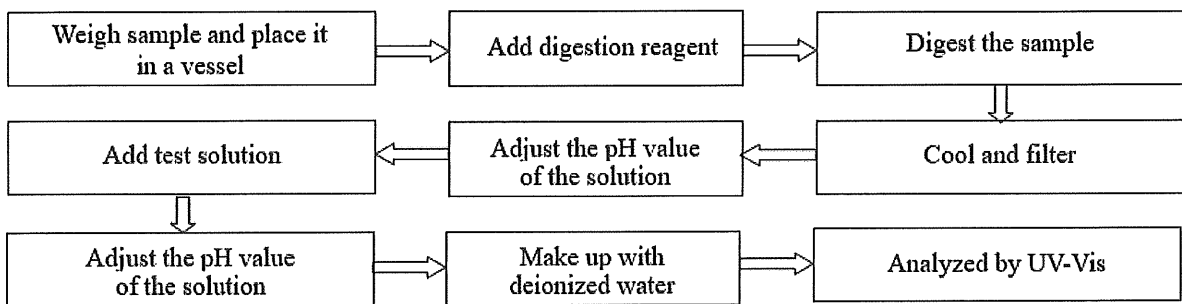 Weigh sample and place it
in a vessel
Add digestion reagent
Digest the sample
Cool and filter
Adjust the pH value
of the solution
Add test solution
Adjust the pH value
of the solution
Make up with
deionized water
Analyzed by UV-Vis